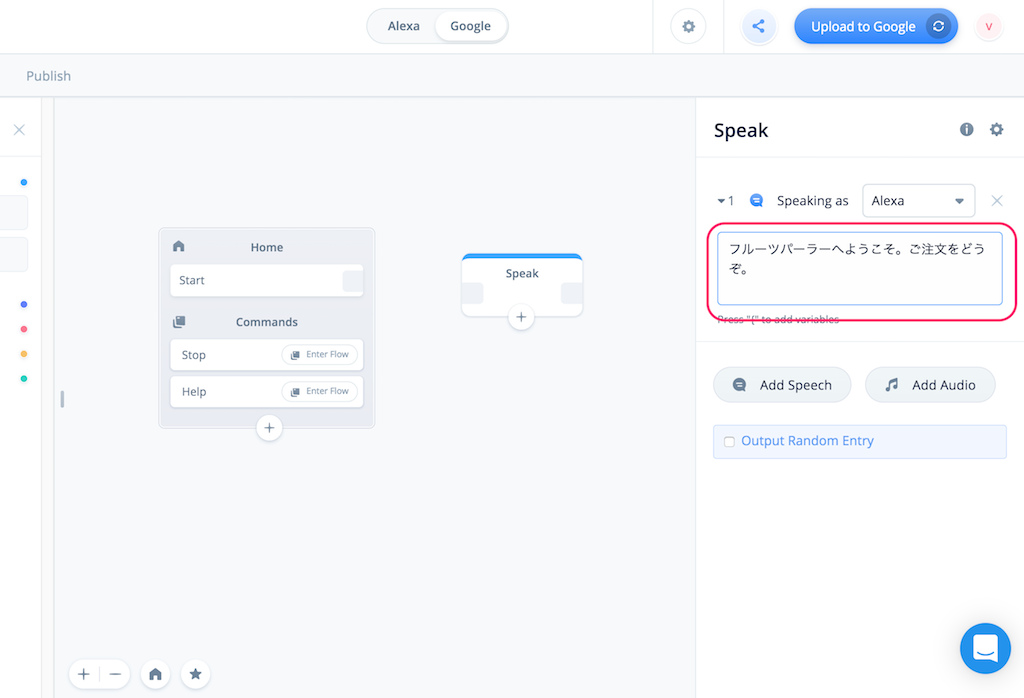 Alexa
Google
Upload to Google
V
Publish
Speak
1
Speaking as
Alexa
フルーツパーラーへようこそ。ご注文をどう
ぞ。
Press "{" to add variables
Add Speech
Add Audio
Output Random Entry
Home
Start
Commands
Stop
Enter Flow
Help
Enter Flow
Speak